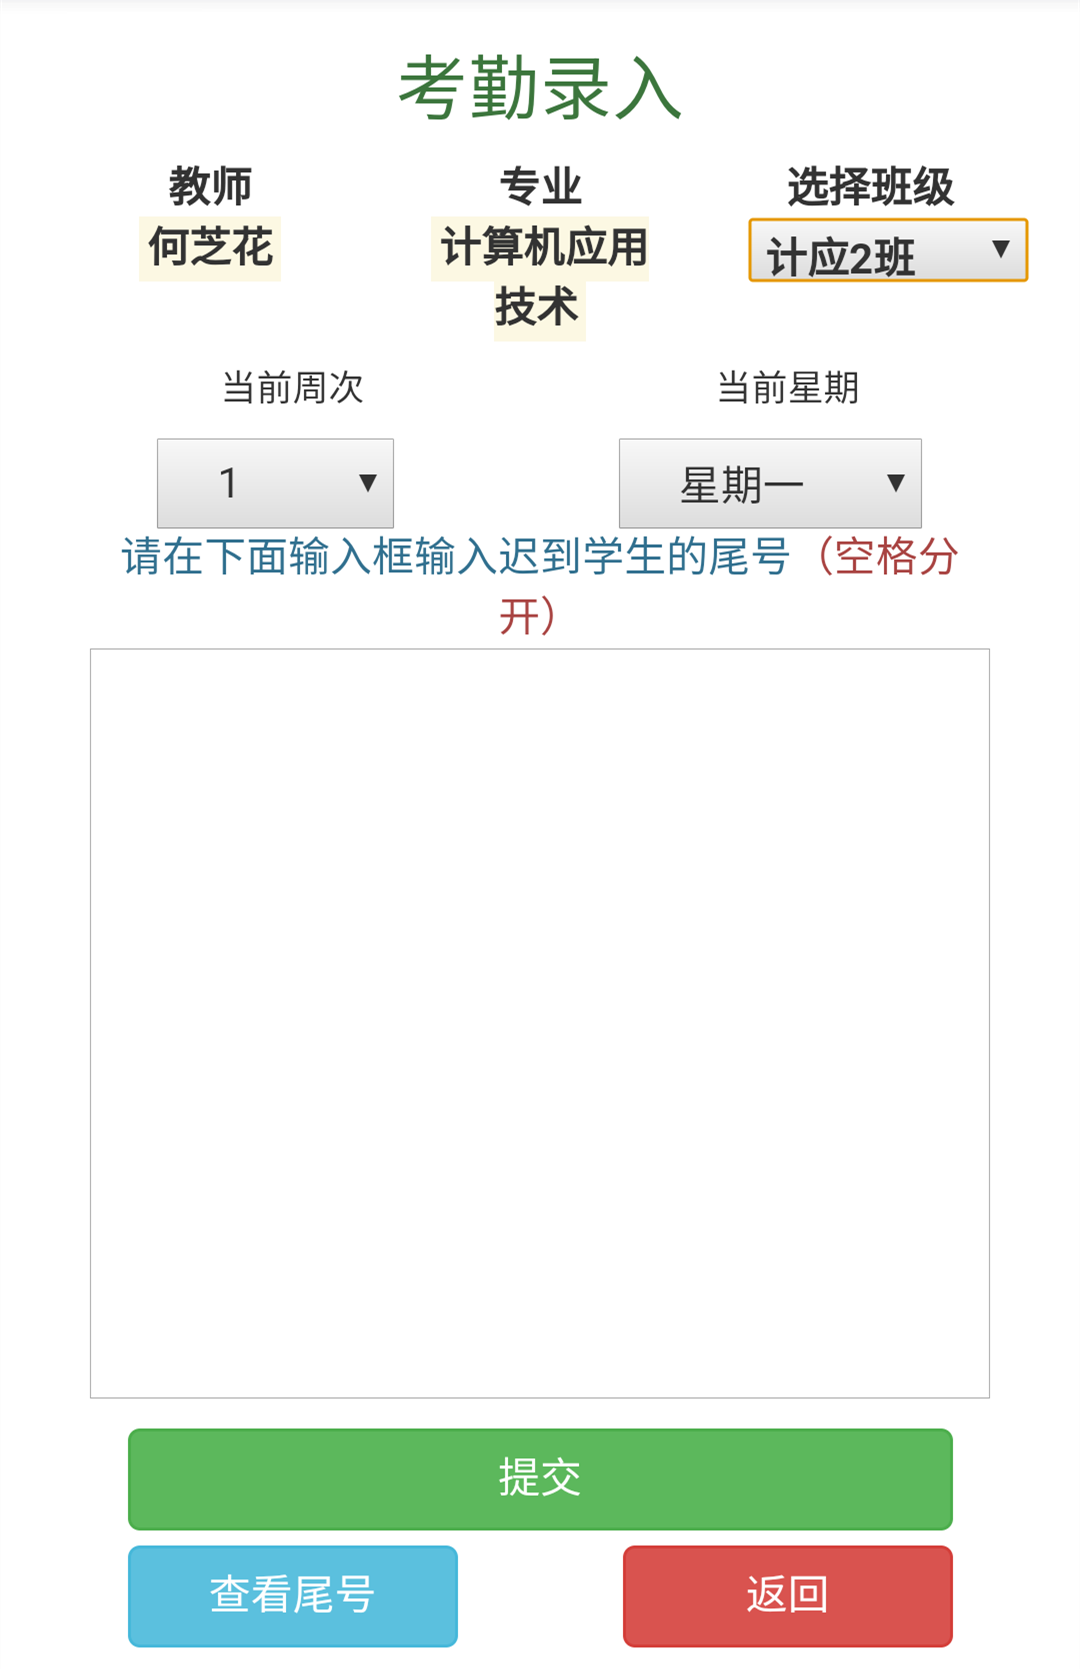 考勤录入
教师 专业 选择班级
何芝花 计算机应用 计应2班
技术
当前周次 当前星期
1 星期一
请在下面输入框输入迟到学生的尾号（空格分
开）
提交
查看尾号 返回